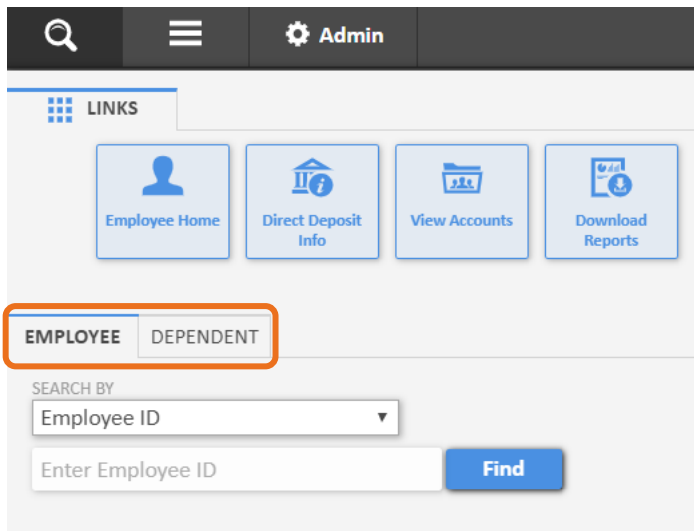 Admin
LINKS
Employee Home
Direct Deposit
Info
View Accounts
Download
Reports
EMPLOYEE DEPENDENT
SEARCH BY
Employee ID
Enter Employee ID
Find